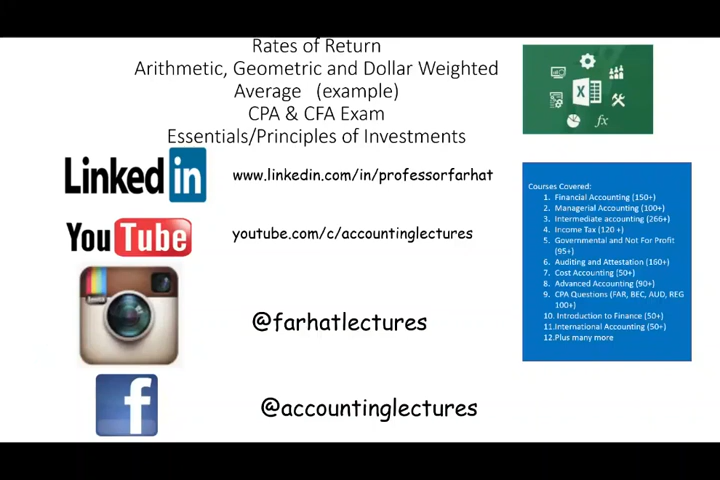 Rates of Return
Arithmetic, Geometric and Dollar Weighted
Average (example)
CPA & CFA Exam
Essentials/Principles of Investments
Linked in
www.linkedin.com/in/professorfarhat
YouTube
youtube.com/c/accountinglectures
@farhatlectures
f
@accountinglectures
X
fx
Courses Covered:
1. Financial Accounting (150+)
2. Managerial Accounting (100+)
3. Intermediate accounting (266+)
4. Income Tax (120 +)
5. Governmental and Not For Profit
(95+)
6. Auditing and Attestation (160+)
7. Cost Accounting (50+)
8. Advanced Accounting (90+)
9. CPA Questions (FAR, BEC, AUD, REG
100+)
10. Introduction to Finance (50+)
11.International Accounting (50+)
12.Plus many more